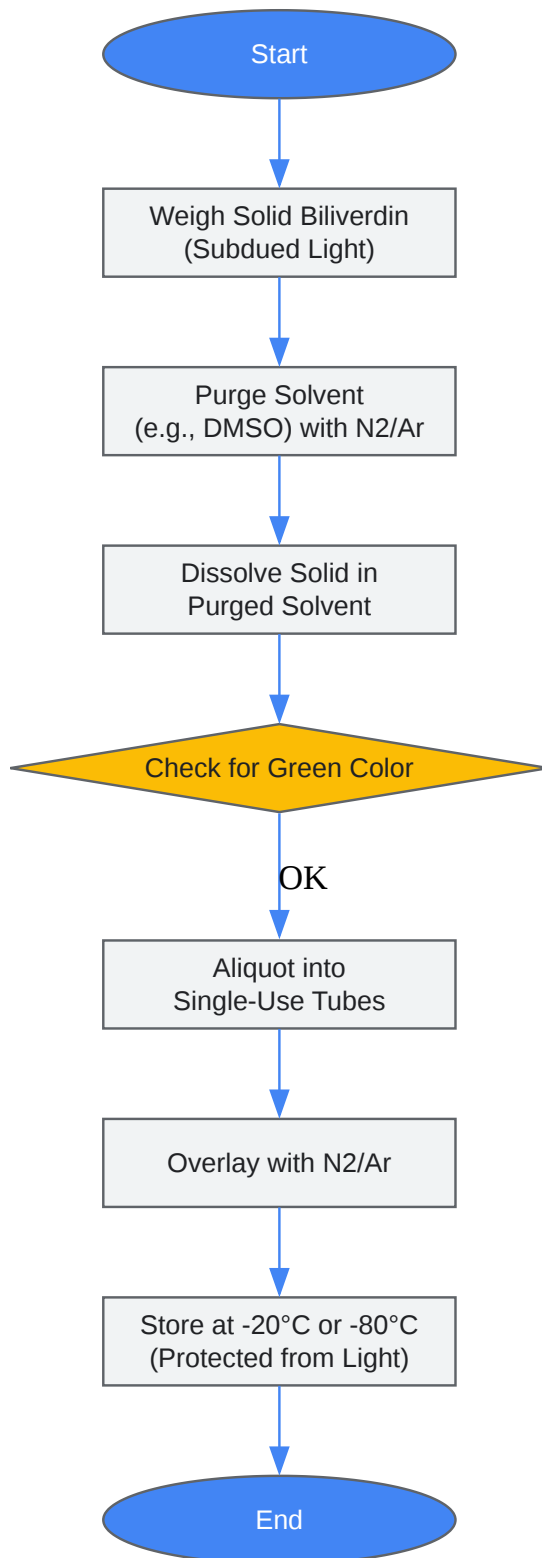 Start
Weigh Solid Biliverdin
(Subdued Light)
Purge Solvent
(e.g., DMSO) with N2/Ar
Dissolve Solid in
Purged Solvent
Check for Green Color
OK
Aliquot into
Single-Use Tubes
Overlay with N2/Ar
Store at -20°C or -80°C
(Protected from Light)
End